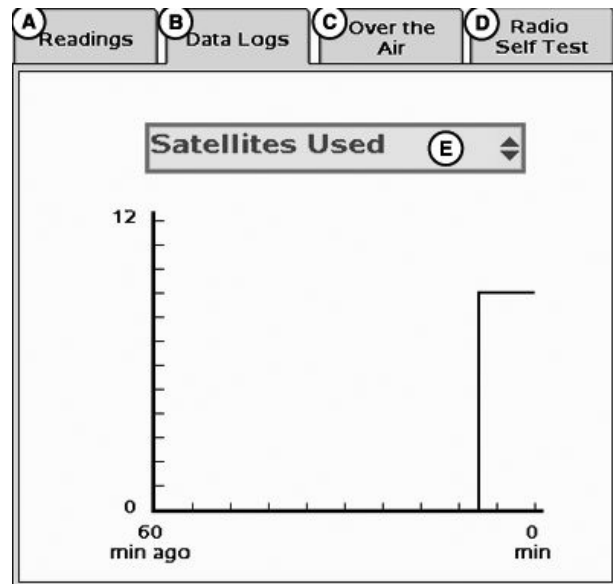 A
Readings
B
Data Logs
C
Over the
Air
D
Radio
Self Test
Satellites Used
E
12
0
60
min ago
0
min